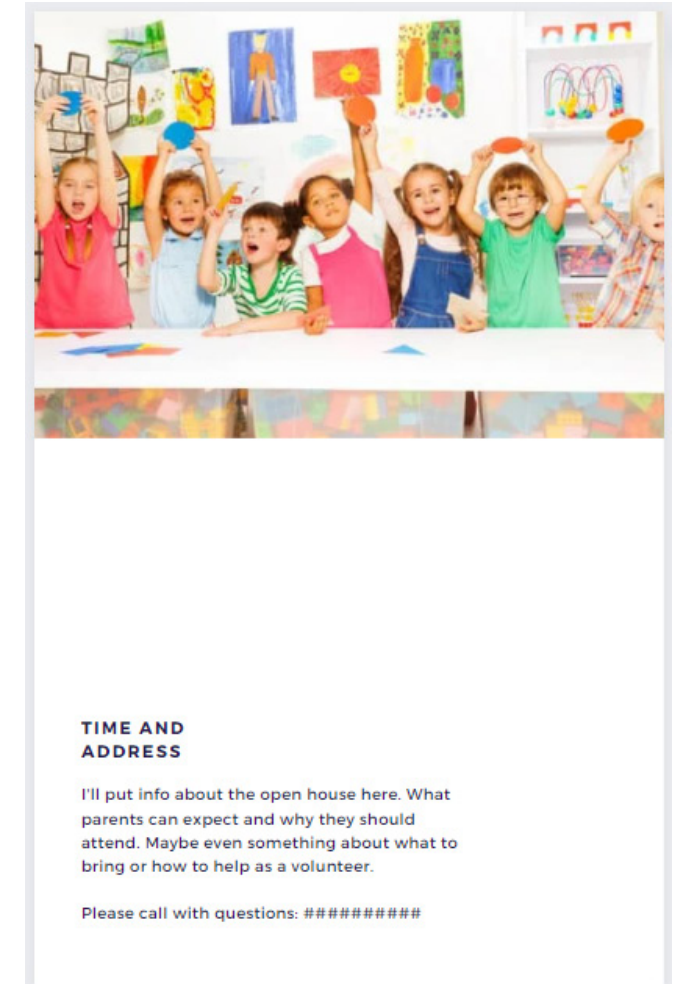 TIME AND
ADDRESS
I'll put info about the open house here. What
parents can expect and why they should
attend. Maybe even something about what to
bring or how to help as a volunteer.
Please call with questions: ##########